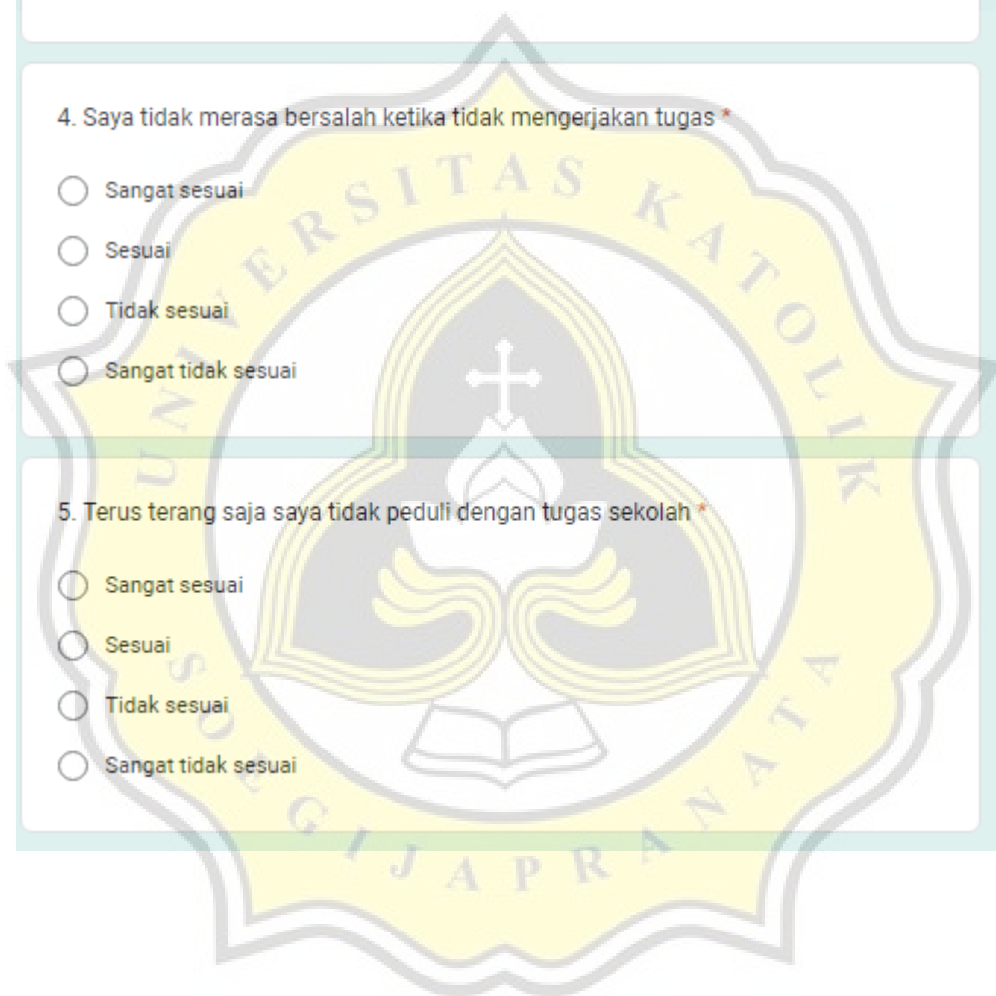 4. Saya tidak merasa bersalah ketika tidak mengerjakan tugas *
Sangat sesuai
Sesuai
Tidak sesuai
Sangat tidak sesuai
5. Terus terang saja saya tidak peduli dengan tugas sekolah *
Sangat sesuai
Sesuai
Tidak sesuai
Sangat tidak sesuai
UNIVERSITAS KATOLIK
SOEGIJAPRANATA